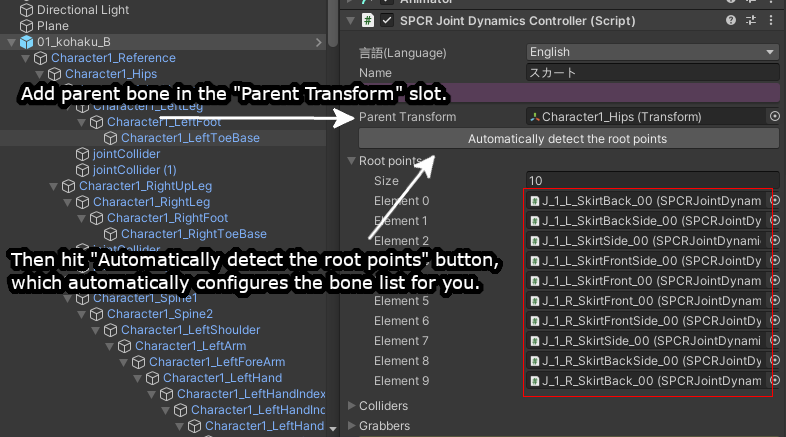 Directional Light
Plane
01_kohaku_B
Character1_Reference
Character1_Hips
Add parent bone in the "Parent Transform" slot.
Character1_LeftLeg
Character1_LeftFoot
Character1_LeftToeBase
jointCollider
jointCollider (1)
Character1_RightUpLeg
Character1_RightLeg
Character1_RightFoot
Character1_RightToeBase
jointCollider
Then hit "Automatically detect the root points" button,
which automatically configures the bone list for you.
Character1_Spine1
Character1_Spine2
Character1_LeftShoulder
Character1_LeftArm
Character1_LeftForeArm
Character1_LeftHand
Character1_LeftHandIndex
Character1_LeftHandInc
Character1_LeftHand
Animator
SPCR Joint Dynamics Controller (Script)
言語(Language) English
Name スカート
Parent Transform Character1_Hips (Transform)
Automatically detect the root points
Root points
Size 10
Element 0 J_1_L_SkirtBack_00 (SPCRJointDynam
Element 1 J_1_L_SkirtBackSide_00 (SPCRJointDy
Element 2 J_1_L_SkirtSide_00 (SPCRJointDynami
J_1_L_SkirtFrontSide_00 (SPCRJointDy
J_1_L_SkirtFront_00 (SPCRJointDynam
Element 5 J_1_R_SkirtFront_00 (SPCRJointDynam
Element 6 J_1_R_SkirtFrontSide_00 (SPCRJointDy
Element 7 J_1_R_SkirtSide_00 (SPCRJointDynami
Element 8 J_1_R_SkirtBackSide_00 (SPCRJointDy
Element 9 J_1_R_SkirtBack_00 (SPCRJointDynam
Colliders
Grabbers